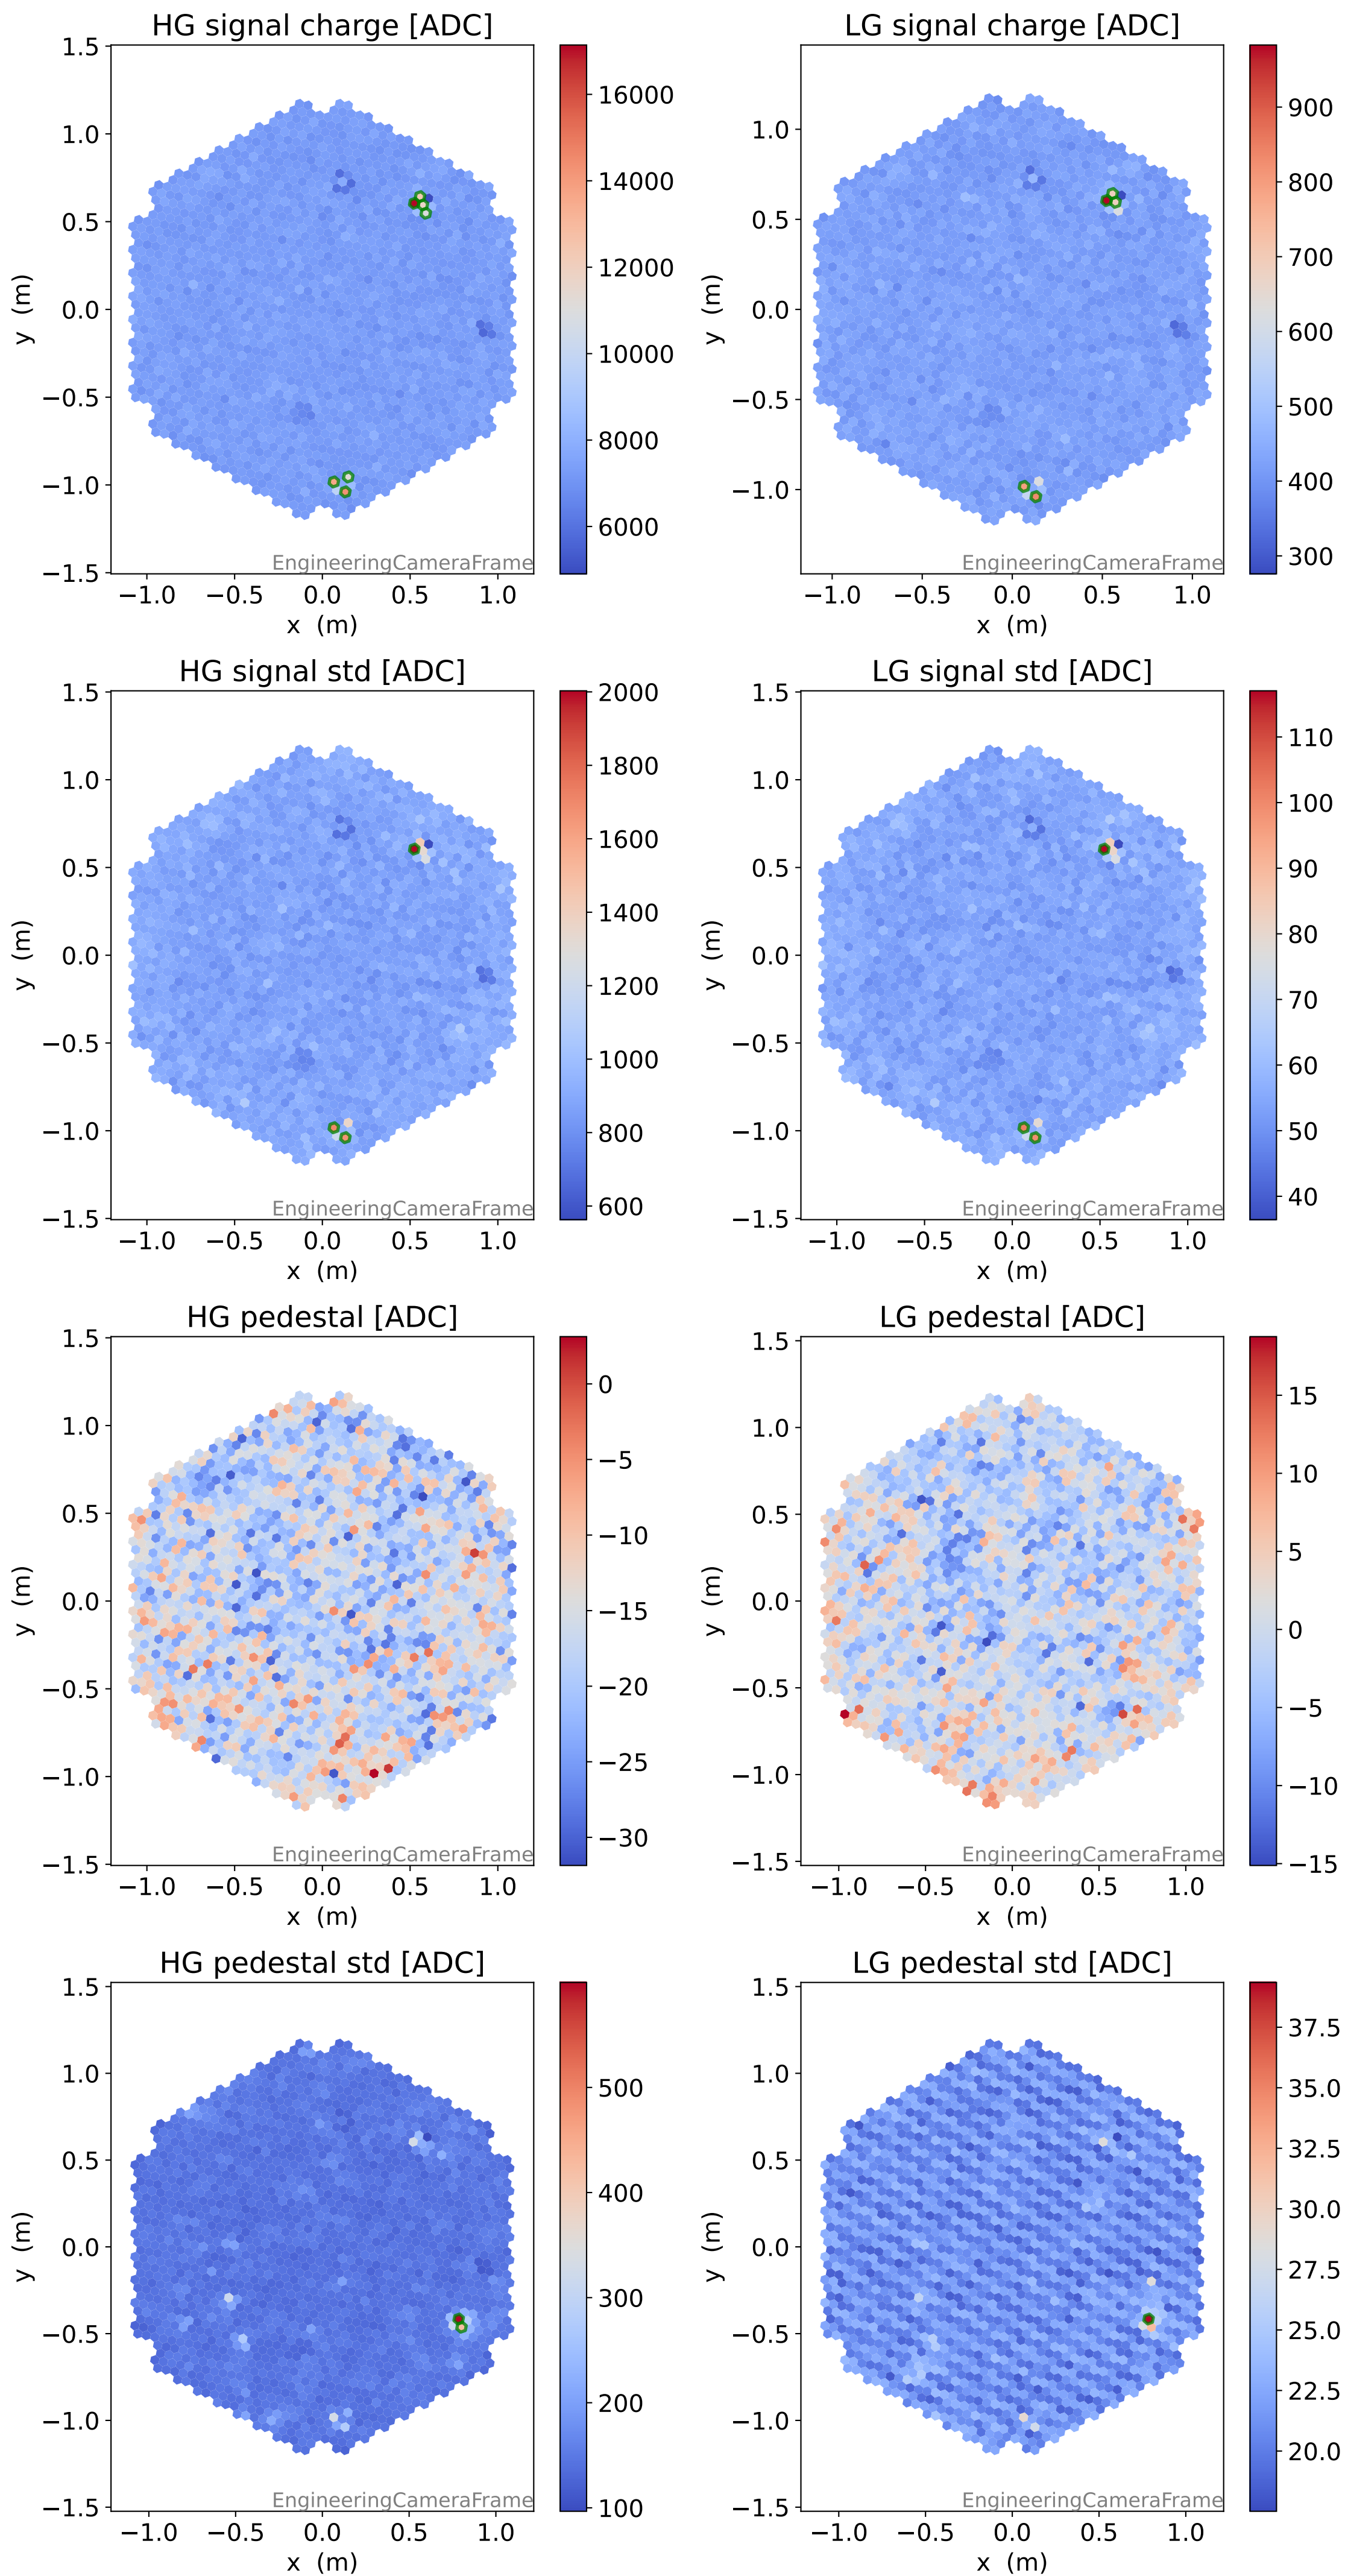 HG signal charge [ADC]
1.5
1.0
0.5
0.0
−0.5
−1.0
−1.5
y (m)
−1.0 −0.5 0.0 0.5 1.0
x (m)
EngineeringCameraFrame
16000
14000
12000
10000
8000
6000
LG signal charge [ADC]
1.0
0.5
0.0
−0.5
−1.0
y (m)
−1.0 −0.5 0.0 0.5 1.0
x (m)
EngineeringCameraFrame
900
800
700
600
500
400
300
HG signal std [ADC]
1.5
1.0
0.5
0.0
−0.5
−1.0
−1.5
y (m)
−1.0 −0.5 0.0 0.5 1.0
x (m)
EngineeringCameraFrame
2000
1800
1600
1400
1200
1000
800
600
LG signal std [ADC]
1.5
1.0
0.5
0.0
−0.5
−1.0
−1.5
y (m)
−1.0 −0.5 0.0 0.5 1.0
x (m)
EngineeringCameraFrame
110
100
90
80
70
60
50
40
HG pedestal [ADC]
1.5
1.0
0.5
0.0
−0.5
−1.0
−1.5
y (m)
−1.0 −0.5 0.0 0.5 1.0
x (m)
EngineeringCameraFrame
0
−5
−10
−15
−20
−25
−30
LG pedestal [ADC]
1.5
1.0
0.5
0.0
−0.5
−1.0
−1.5
y (m)
−1.0 −0.5 0.0 0.5 1.0
x (m)
EngineeringCameraFrame
15
10
5
0
−5
−10
−15
HG pedestal std [ADC]
1.5
1.0
0.5
0.0
−0.5
−1.0
−1.5
y (m)
−1.0 −0.5 0.0 0.5 1.0
x (m)
EngineeringCameraFrame
500
400
300
200
100
LG pedestal std [ADC]
1.5
1.0
0.5
0.0
−0.5
−1.0
−1.5
y (m)
−1.0 −0.5 0.0 0.5 1.0
x (m)
EngineeringCameraFrame
37.5
35.0
32.5
30.0
27.5
25.0
22.5
20.0